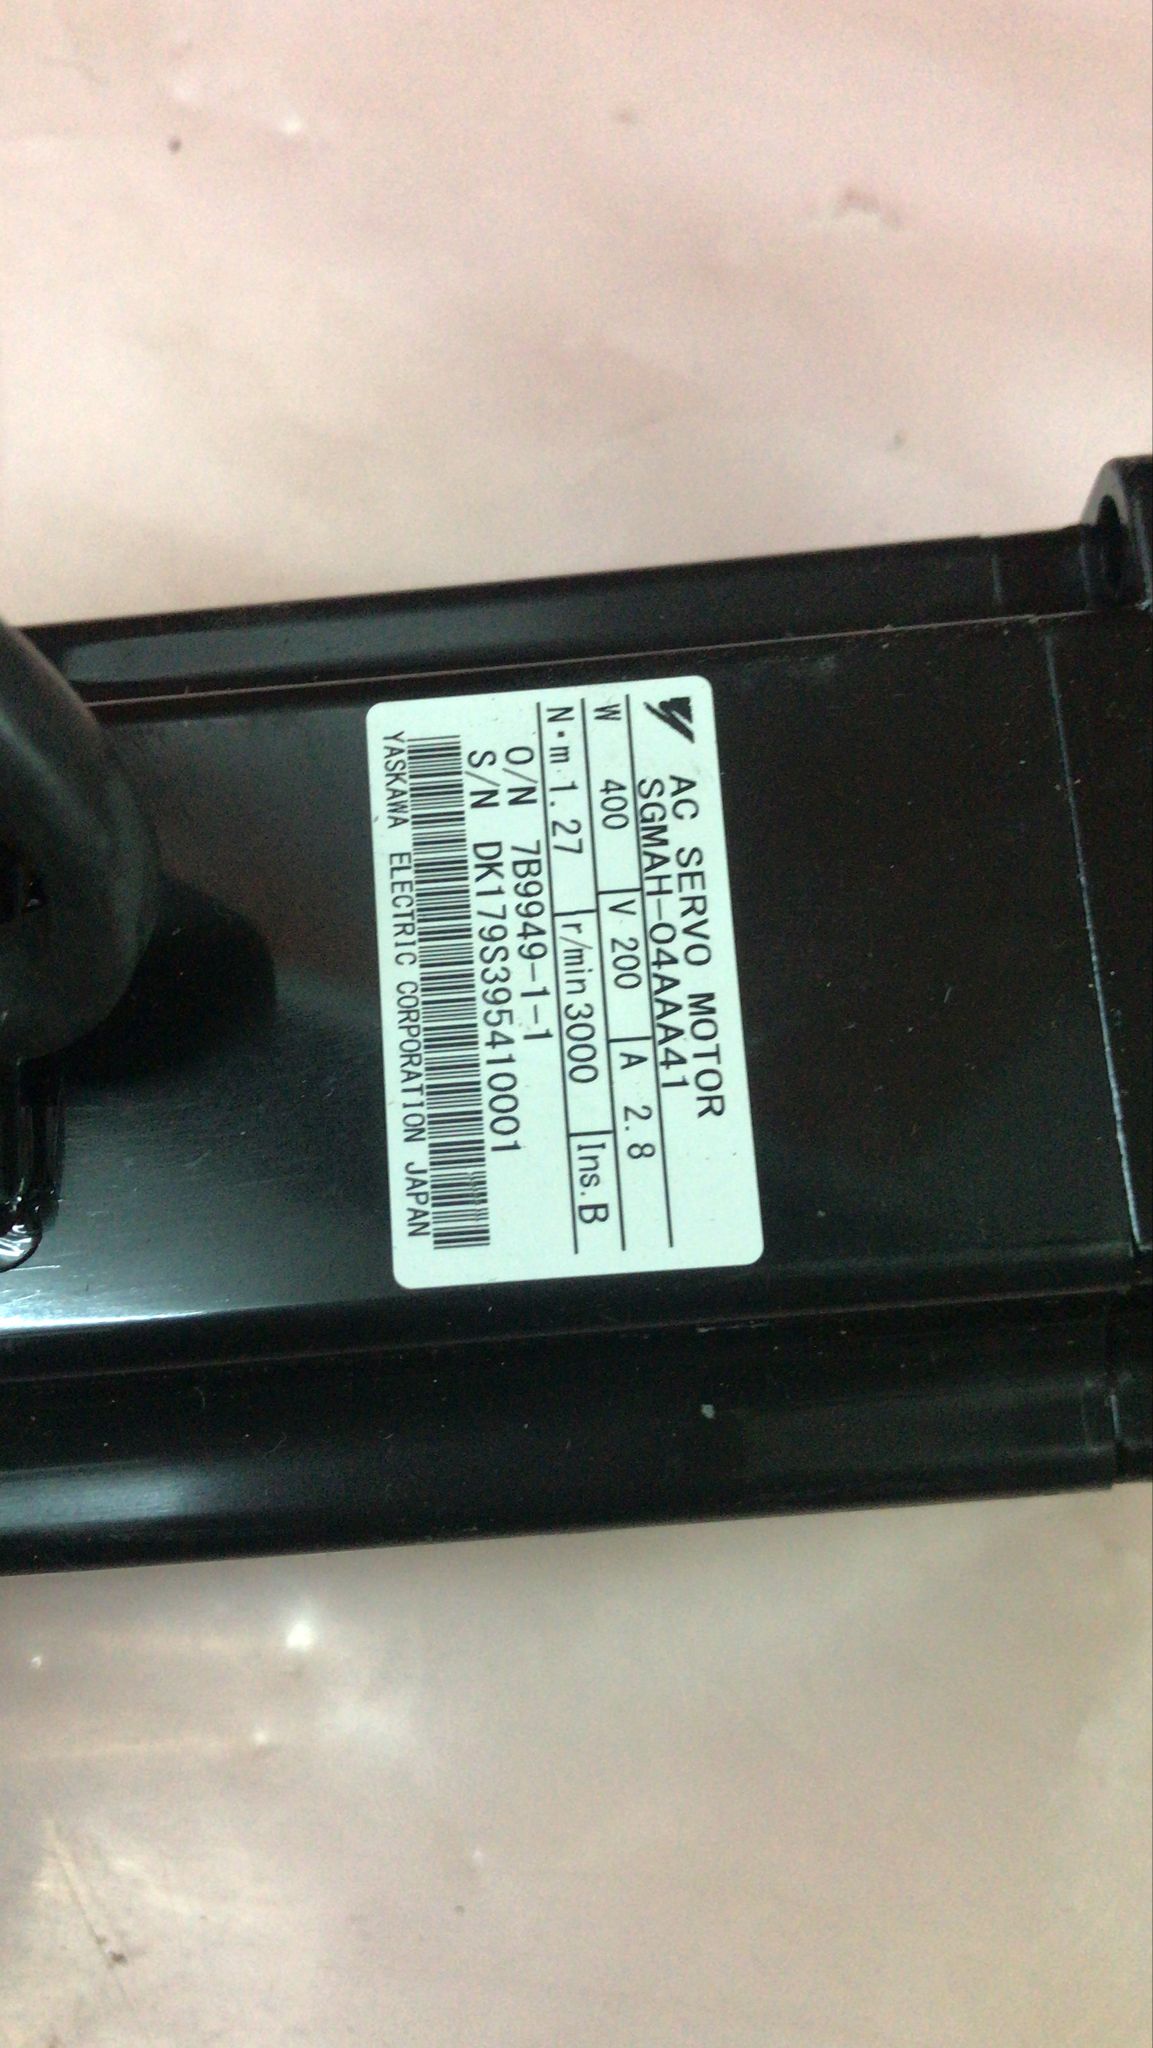 AC SERVO MOTOR
SGMAH-04AAA41
W 400 V 200 A 2.8
N·m 1.27 r/min 3000 Ins. B
O/N 7B9949-1-1
S/N DK179S395410001
YASKAWA ELECTRIC CORPORATION JAPAN